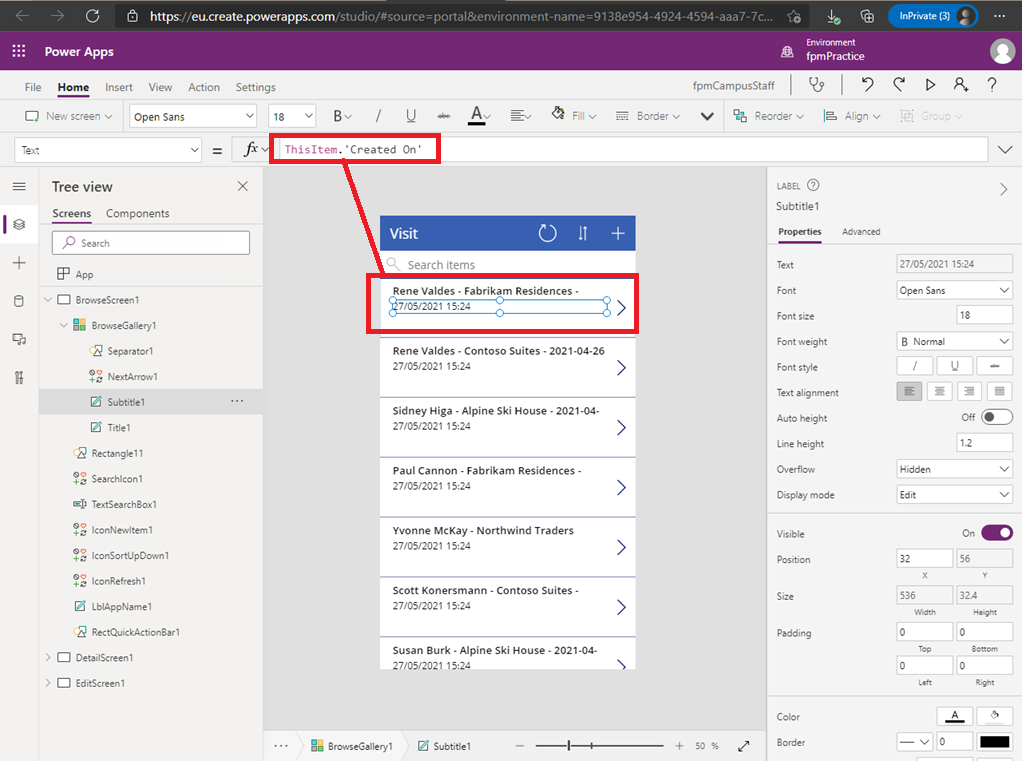 https://eu.create.powerapps.com/studio/#source=portal&environment-name=9138e954-4924-4594-aaa7-7c...
InPrivate (3)
Power Apps
Environment
fpmPractice
File Home Insert View Action Settings
fpmCampusStaff
New screen
Open Sans
18
B
/
U
abc
A
Fill
Border
Reorder
Align
Group
Text
=
fx
ThisItem.'Created On'
Tree view
Screens Components
Search
App
BrowseScreen1
BrowseGallery1
Separator1
NextArrow1
Subtitle1
...
Title1
Rectangle11
SearchIcon1
TextSearchBox1
IconNewItem1
IconSortUpDown1
IconRefresh1
LblAppName1
RectQuickActionBar1
DetailScreen1
EditScreen1
Visit
Search items
Rene Valdes - Fabrikam Residences -
27/05/2021 15:24
Rene Valdes - Contoso Suites - 2021-04-26
27/05/2021 15:24
Sidney Higa - Alpine Ski House - 2021-04-
27/05/2021 15:24
Paul Cannon - Fabrikam Residences -
27/05/2021 15:24
Yvonne McKay - Northwind Traders
27/05/2021 15:24
Scott Konersmann - Contoso Suites -
27/05/2021 15:24
Susan Burk - Alpine Ski House - 2021-04-
27/05/2021 15:24
... BrowseGallery1 Subtitle1
50 %
LABEL ?
Subtitle1
Properties Advanced
Text 27/05/2021 15:24
Font Open Sans
Font size 18
Font weight B Normal
Font style / U abc
Text alignment
Auto height Off
Line height 1.2
Overflow Hidden
Display mode Edit
Visible On
Position 32 56
X Y
Size 536 32.4
Width Height
Padding 0 0
Top Bottom
0 0
Left Right
Color A
Border 0